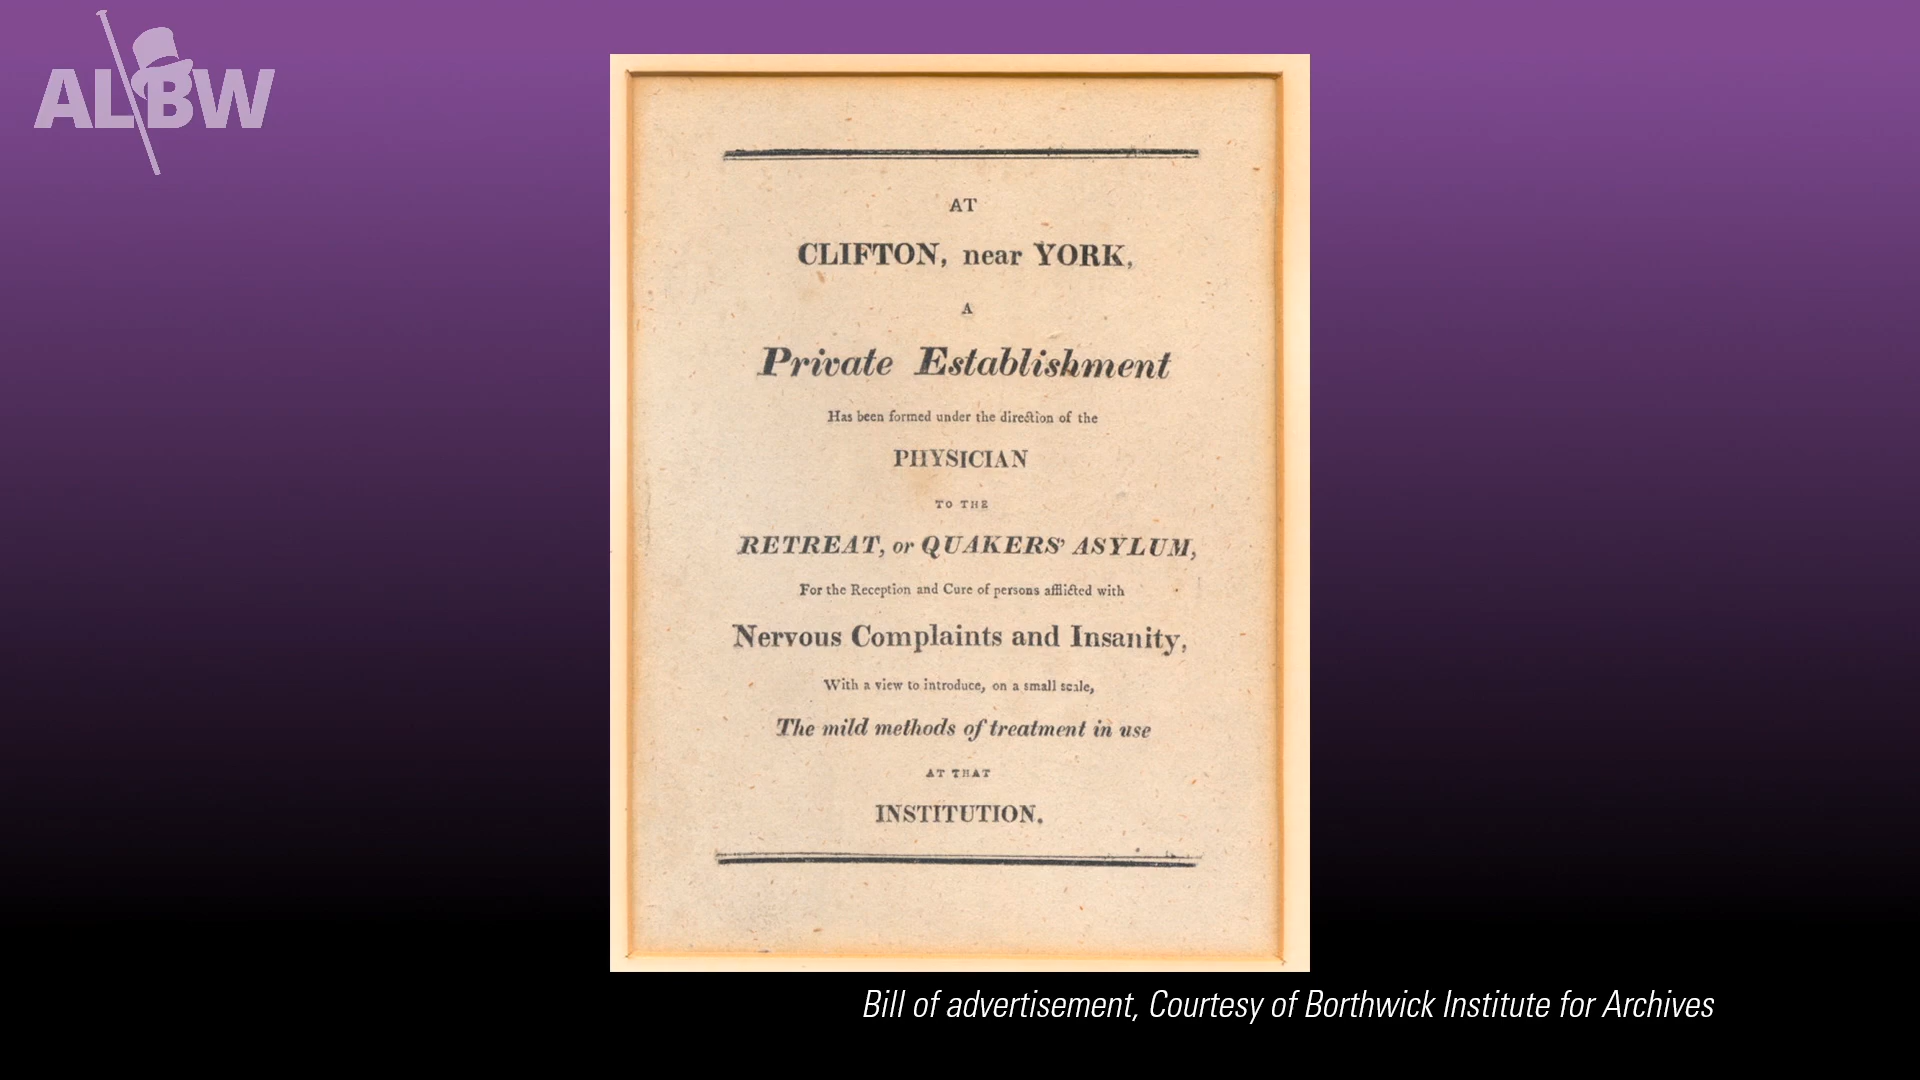 ALBW
AT
CLIFTON, near YORK,
A
Private Establishment
Has been formed under the direction of the
PHYSICIAN
TO THE
RETREAT, or QUAKERS' ASYLUM,
For the Reception and Cure of persons afflicted with
Nervous Complaints and Insanity,
With a view to introduce, on a small scale,
The mild methods of treatment in use
AT THAT
INSTITUTION.
Bill of advertisement, Courtesy of Borthwick Institute for Archives